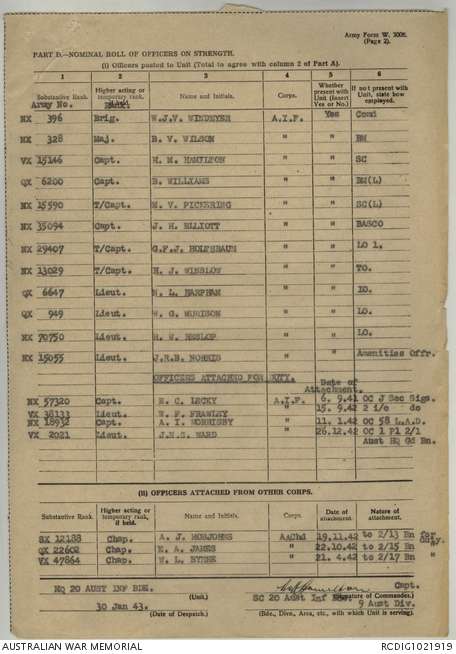 Army Form W. 3008.
(Page 2).
PART D.—NOMINAL ROLL OF OFFICERS ON STRENGTH.
(i) Officers posted to Unit (Total to agree with column 2 of Part A).
1 2 3 4 5 6
Substantive Rank. Higher acting or temporary rank, if held. Name and Initials. Corps. Whether present with Unit (Insert Yes or No.) If not present with Unit, state how employed.
Army No. Rank.
NX 396 Brig. W.J.V. WINDEYER A.I.F. Yes Comd
NX 328 Maj. B. V. WILSON " " BM
VX 15146 Capt. H. M. HAMILTON " " SC
QX 6200 Capt. B. WILLIAMS " " BM(L)
NX 15590 T/Capt. M. V. PICKERING " " SC(L)
NX 35094 Capt. J. H. ELLIOTT " " BASCO
NX 29407 T/Capt. G.F.J. HOLTSBAUM " " LO 1.
NX 13029 T/Capt. H. J. WINSLOW " " TO.
QX 6647 Lieut. N. L. HARPHAM " " IO.
QX 949 Lieut. W. G. MURDSON " " LO.
NX 70750 Lieut. H. W. HESLOP " " LO.
NX 15055 Lieut. J.R.B. NORRIS " " Amenities Offr.
OFFICERS ATTACHED FOR DUTY. Date of Attachment.
NX 57320 Capt. E. C. LECKY A.I.F. 6. 9.41 OC J Sec Sigs.
VX 38133 Lieut. W. F. FRAWLEY " 15. 9.42 2 i/c do
NX 18932 Capt. A. I. MORRISBY " 11. 1.42 OC 58 L.A.D.
VX 2021 Lieut. J.M.S. WARD " 26.12.42 OC 1 Pl 2/1
Aust HQ Gd Bn.
(II) OFFICERS ATTACHED FROM OTHER CORPS.
Substantive Rank. Higher acting or temporary rank, if held. Name and Initials. Corps. Date of attachment. Nature of attachment.
SX 12188 Chap. A. J. MORJOHNS AAChd 19.11.42 to 2/13 Bn for duty.
QX 22602 Chap. E. A. JAMES " 22.10.42 to 2/15 Bn "
VX 47864 Chap. W. L. BYRNE " 21. 4.42 to 2/17 Bn "
HQ 20 AUST INF BDE. (Unit.)
Capt.
SC 20 Aust Inf Bde. (Signature of Commander.)
30 Jan 43. (Date of Despatch.)
9 Aust Div.
(Bde., Divn., Area, etc., with which Unit is serving).
AUSTRALIAN WAR MEMORIAL RCDIG1021919